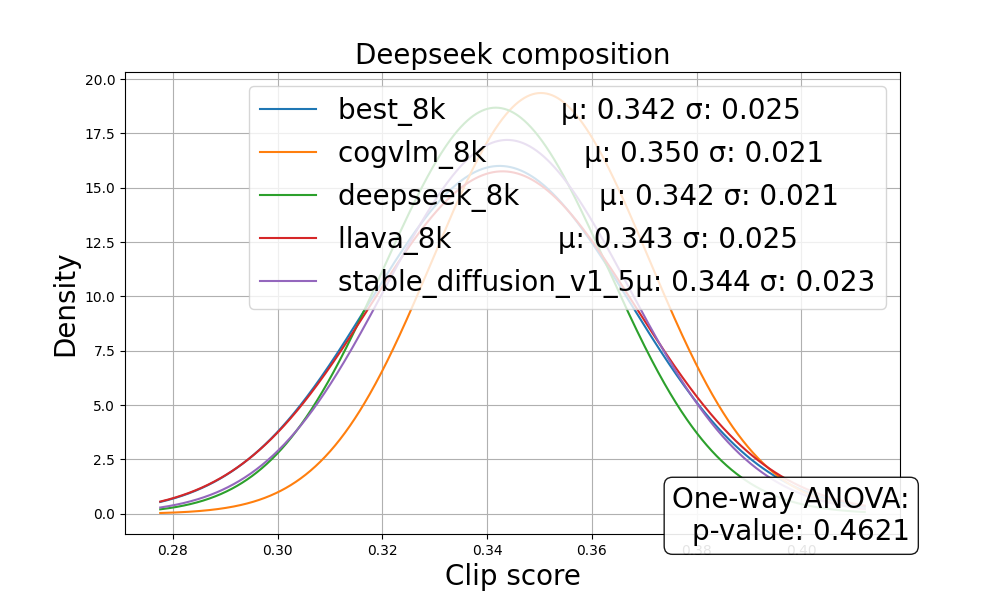 Deepseek composition
20.0
17.5
15.0
12.5
10.0
7.5
5.0
2.5
0.0
Density
best_8k μ: 0.342 σ: 0.025
cogvlm_8k μ: 0.350 σ: 0.021
deepseek_8k μ: 0.342 σ: 0.021
llava_8k μ: 0.343 σ: 0.025
stable_diffusion_v1_5μ: 0.344 σ: 0.023
One-way ANOVA:
p-value: 0.4621
0.28 0.30 0.32 0.34 0.36 0.38 0.40
Clip score